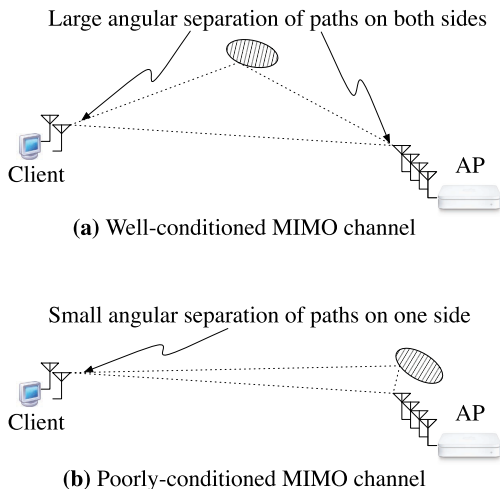 Large angular separation of paths on both sides
Client
AP
(a) Well-conditioned MIMO channel
Small angular separation of paths on one side
Client
AP
(b) Poorly-conditioned MIMO channel